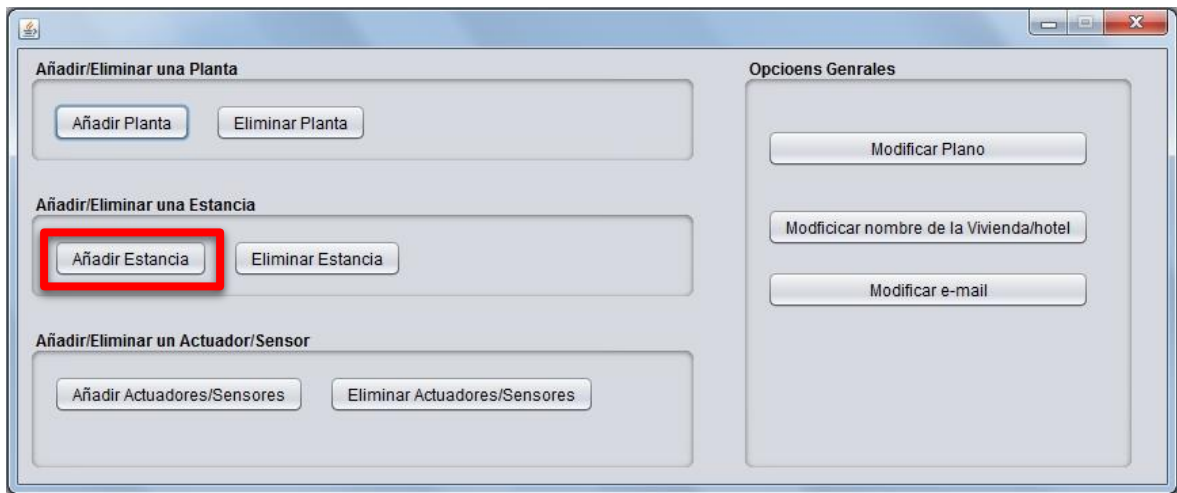 Añadir/Eliminar una Planta
Añadir Planta
Eliminar Planta
Añadir/Eliminar una Estancia
Añadir Estancia
Eliminar Estancia
Añadir/Eliminar un Actuador/Sensor
Añadir Actuadores/Sensores
Eliminar Actuadores/Sensores
Opcioens Genrales
Modificar Plano
Modficicar nombre de la Vivienda/hotel
Modificar e-mail